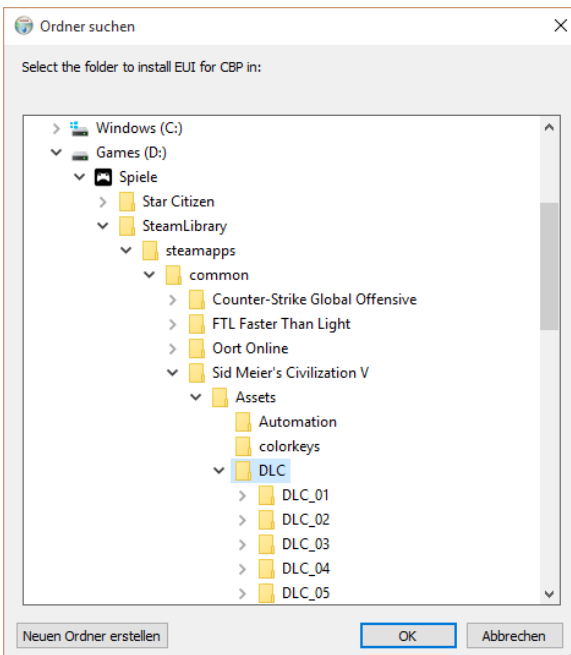 Ordner suchen
Select the folder to install EUI for CBP in:
Windows (C:)
Games (D:)
Spiele
Star Citizen
SteamLibrary
steamapps
common
Counter-Strike Global Offensive
FTL Faster Than Light
Oort Online
Sid Meier's Civilization V
Assets
Automation
colorkeys
DLC
DLC_01
DLC_02
DLC_03
DLC_04
DLC_05
Neuen Ordner erstellen OK Abbrechen